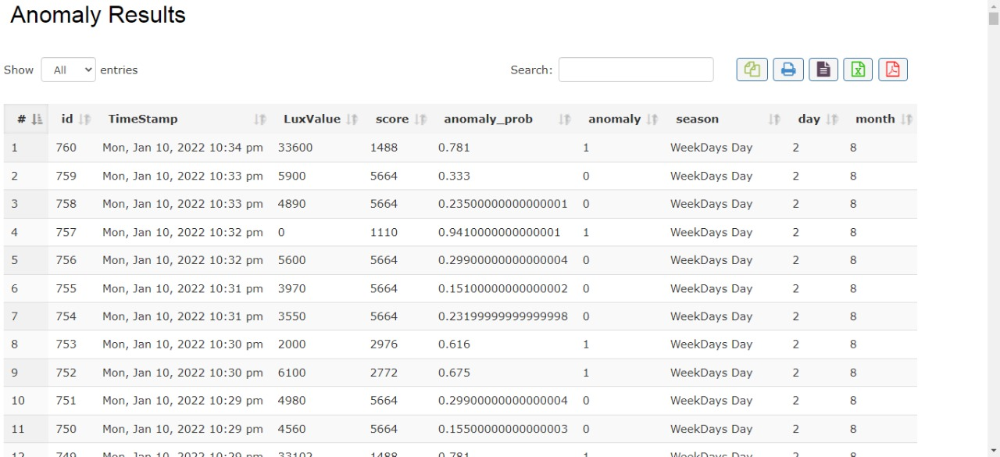 Anomaly Results
Show All entries Search:
# id TimeStamp LuxValue score anomaly_prob anomaly season day month
1 760 Mon, Jan 10, 2022 10:34 pm 33600 1488 0.781 1 WeekDays Day 2 8
2 759 Mon, Jan 10, 2022 10:33 pm 5900 5664 0.333 0 WeekDays Day 2 8
3 758 Mon, Jan 10, 2022 10:33 pm 4890 5664 0.23500000000000001 0 WeekDays Day 2 8
4 757 Mon, Jan 10, 2022 10:32 pm 0 1110 0.9410000000000001 1 WeekDays Day 2 8
5 756 Mon, Jan 10, 2022 10:32 pm 5600 5664 0.29900000000000004 0 WeekDays Day 2 8
6 755 Mon, Jan 10, 2022 10:31 pm 3970 5664 0.15100000000000002 0 WeekDays Day 2 8
7 754 Mon, Jan 10, 2022 10:31 pm 3550 5664 0.23199999999999998 0 WeekDays Day 2 8
8 753 Mon, Jan 10, 2022 10:30 pm 2000 2976 0.616 1 WeekDays Day 2 8
9 752 Mon, Jan 10, 2022 10:30 pm 6100 2772 0.675 1 WeekDays Day 2 8
10 751 Mon, Jan 10, 2022 10:29 pm 4980 5664 0.29900000000000004 0 WeekDays Day 2 8
11 750 Mon, Jan 10, 2022 10:29 pm 4560 5664 0.15500000000000003 0 WeekDays Day 2 8
12 749 Mon, Jan 10, 2022 10:29 pm 33102 1488 0.781 1 WeekDays Day 2 8